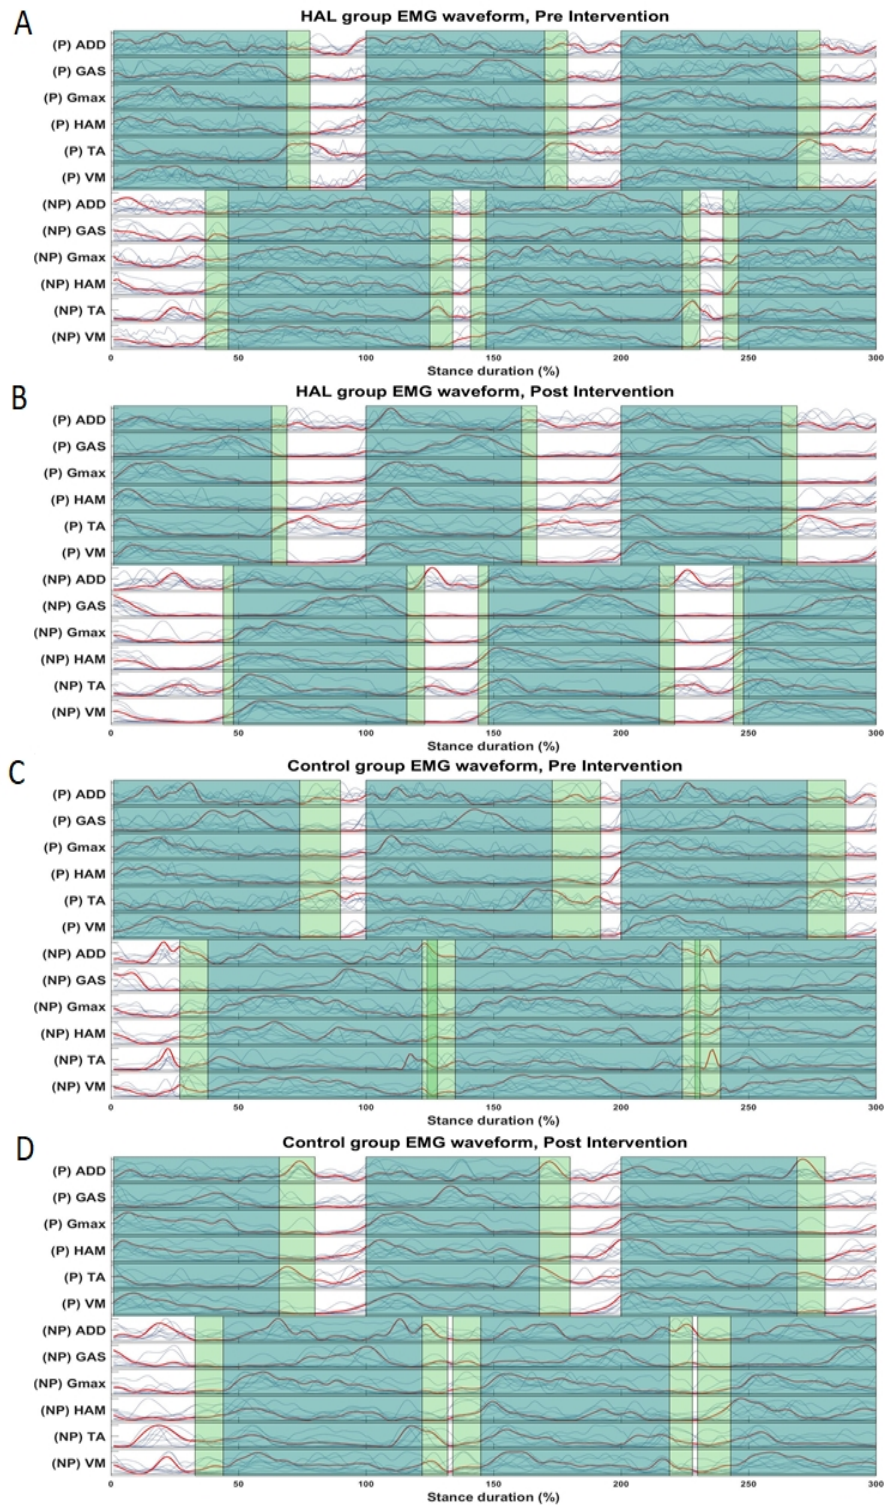 A
HAL group EMG waveform, Pre Intervention
(P) ADD
(P) GAS
(P) Gmax
(P) HAM
(P) TA
(P) VM
(NP) ADD
(NP) GAS
(NP) Gmax
(NP) HAM
(NP) TA
(NP) VM
0 50 100 150 200 250 300
Stance duration (%)
B
HAL group EMG waveform, Post Intervention
(P) ADD
(P) GAS
(P) Gmax
(P) HAM
(P) TA
(P) VM
(NP) ADD
(NP) GAS
(NP) Gmax
(NP) HAM
(NP) TA
(NP) VM
0 50 100 150 200 250 300
Stance duration (%)
C
Control group EMG waveform, Pre Intervention
(P) ADD
(P) GAS
(P) Gmax
(P) HAM
(P) TA
(P) VM
(NP) ADD
(NP) GAS
(NP) Gmax
(NP) HAM
(NP) TA
(NP) VM
0 50 100 150 200 250 300
Stance duration (%)
D
Control group EMG waveform, Post Intervention
(P) ADD
(P) GAS
(P) Gmax
(P) HAM
(P) TA
(P) VM
(NP) ADD
(NP) GAS
(NP) Gmax
(NP) HAM
(NP) TA
(NP) VM
0 50 100 150 200 250 300
Stance duration (%)